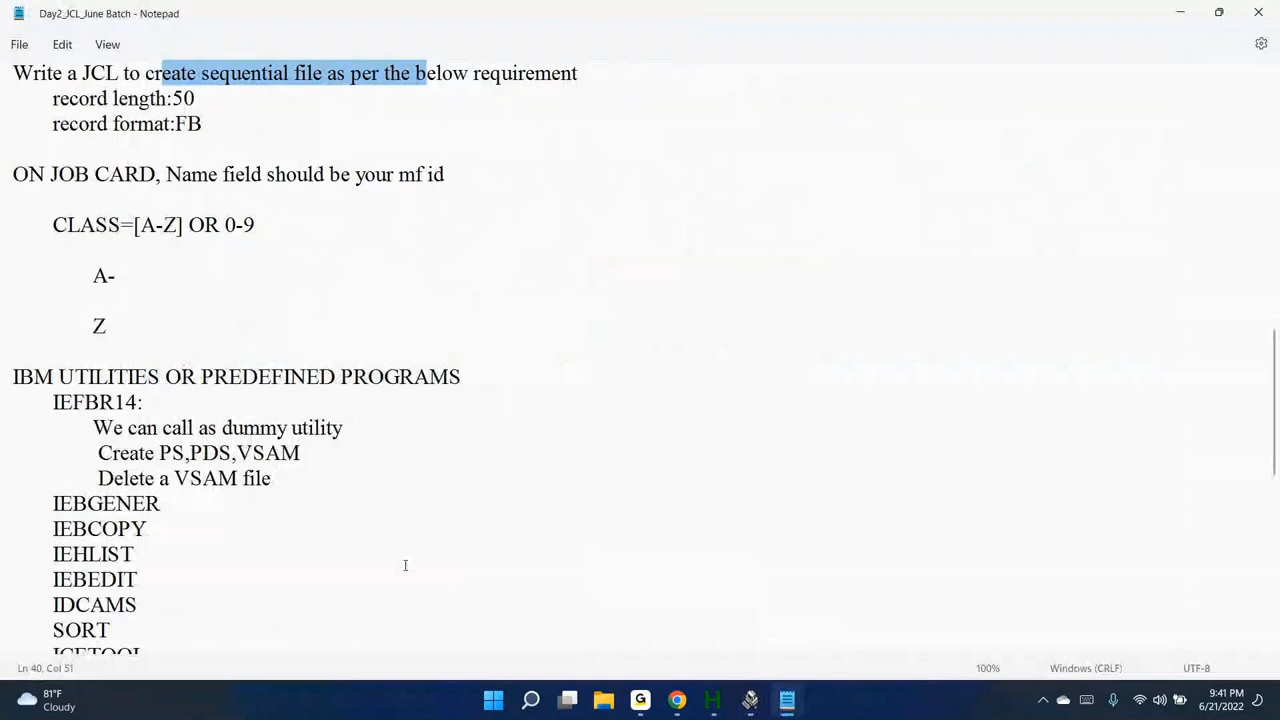 Day2_JCL_June Batch - Notepad
File Edit View
Write a JCL to create sequential file as per the below requirement
record length:50
record format:FB
ON JOB CARD, Name field should be your mf id
CLASS=[A-Z] OR 0-9
A-
Z
IBM UTILITIES OR PREDEFINED PROGRAMS
IEFBR14:
We can call as dummy utility
Create PS,PDS,VSAM
Delete a VSAM file
IEBGENER
IEBCOPY
IEHLIST
IEBEDIT
IDCAMS
SORT
ICETOOL
Ln 40, Col 51 100% Windows (CRLF) UTF-8
81°F
Cloudy
9:41 PM
6/21/2022